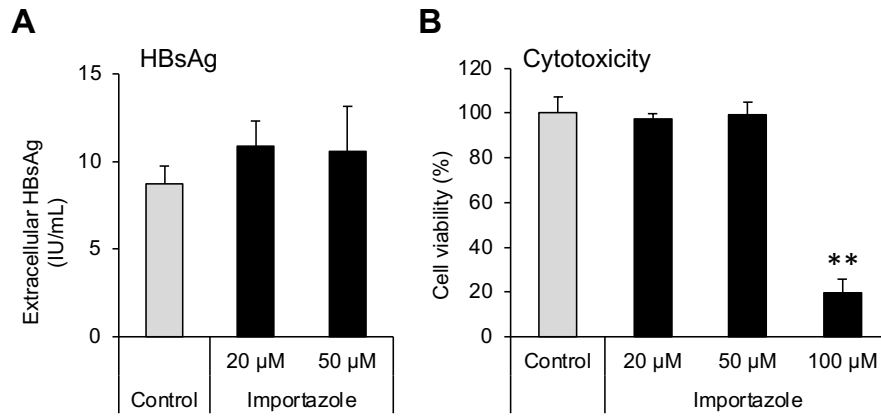 A
HBsAg
Extracellular HBsAg
(IU/mL)
15
10
5
0
20 µM 50 µM
Control Importazole
B
Cytotoxicity
Cell viability (%)
120
100
80
60
40
20
0
**
Control 20 µM 50 µM 100 µM
Importazole